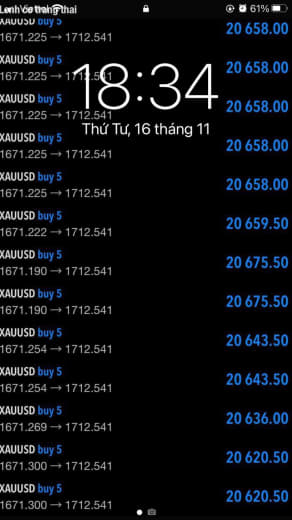 Lệnh có trạng thái
61%
XAUUSD buy 5
1671.225 → 1712.541
20 658.00
XAUUSD buy 5
1671.225 → 1712.541
20 658.00
18:34
XAUUSD buy 5
1671.225 → 1712.541
20 658.00
Thứ Tư, 16 tháng 11
XAUUSD buy 5
1671.225 → 1712.541
20 658.00
XAUUSD buy 5
1671.225 → 1712.541
20 658.00
XAUUSD buy 5
1671.222 → 1712.541
20 659.50
XAUUSD buy 5
1671.190 → 1712.541
20 675.50
XAUUSD buy 5
1671.190 → 1712.541
20 675.50
XAUUSD buy 5
1671.254 → 1712.541
20 643.50
XAUUSD buy 5
1671.254 → 1712.541
20 643.50
XAUUSD buy 5
1671.269 → 1712.541
20 636.00
XAUUSD buy 5
1671.300 → 1712.541
20 620.50
XAUUSD buy 5
1671.300 → 1712.541
20 620.50